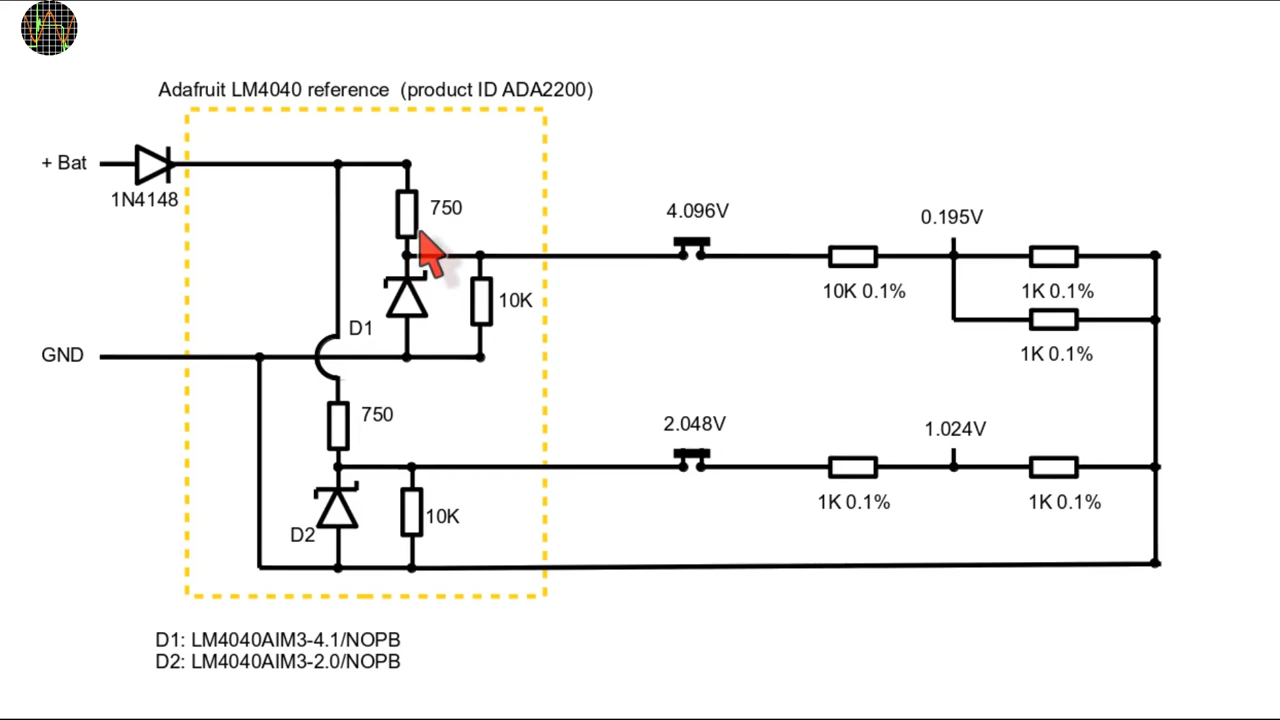 Adafruit LM4040 reference (product ID ADA2200)
+ Bat
1N4148
750
4.096V
0.195V
10K
10K 0.1%
1K 0.1%
D1
GND
1K 0.1%
750
2.048V
1.024V
1K 0.1%
1K 0.1%
10K
D2
D1: LM4040AIM3-4.1/NOPB
D2: LM4040AIM3-2.0/NOPB